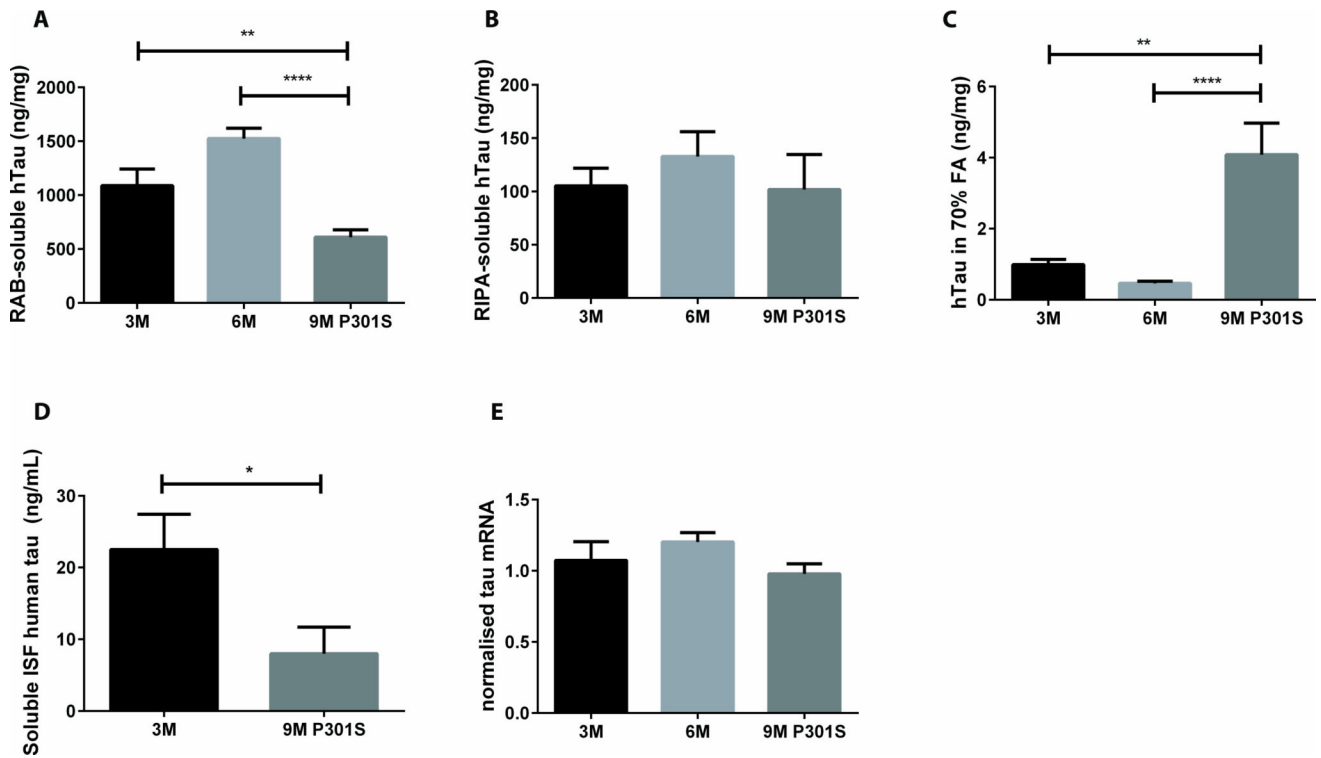 A
RAB-soluble hTau (ng/mg)
2000
1500
1000
500
0
**
****
3M 6M 9M P301S
B
RIPA-soluble hTau (ng/mg)
200
150
100
50
0
3M 6M 9M P301S
C
hTau in 70% FA (ng/mg)
6
4
2
0
**
****
3M 6M 9M P301S
D
Soluble ISF human tau (ng/mL)
30
20
10
0
*
3M 9M P301S
E
normalised tau mRNA
1.5
1.0
0.5
0.0
3M 6M 9M P301S